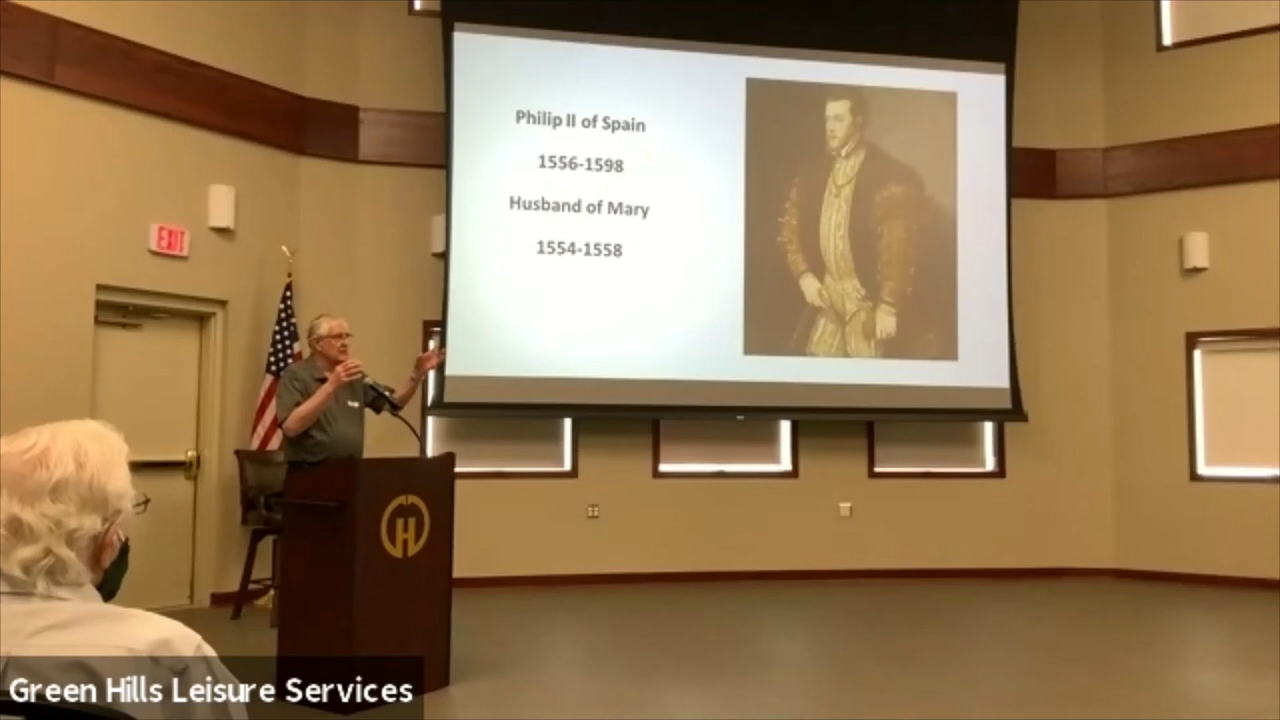 Philip II of Spain
1556-1598
Husband of Mary
1554-1558
EXIT
H
Green Hills Leisure Services